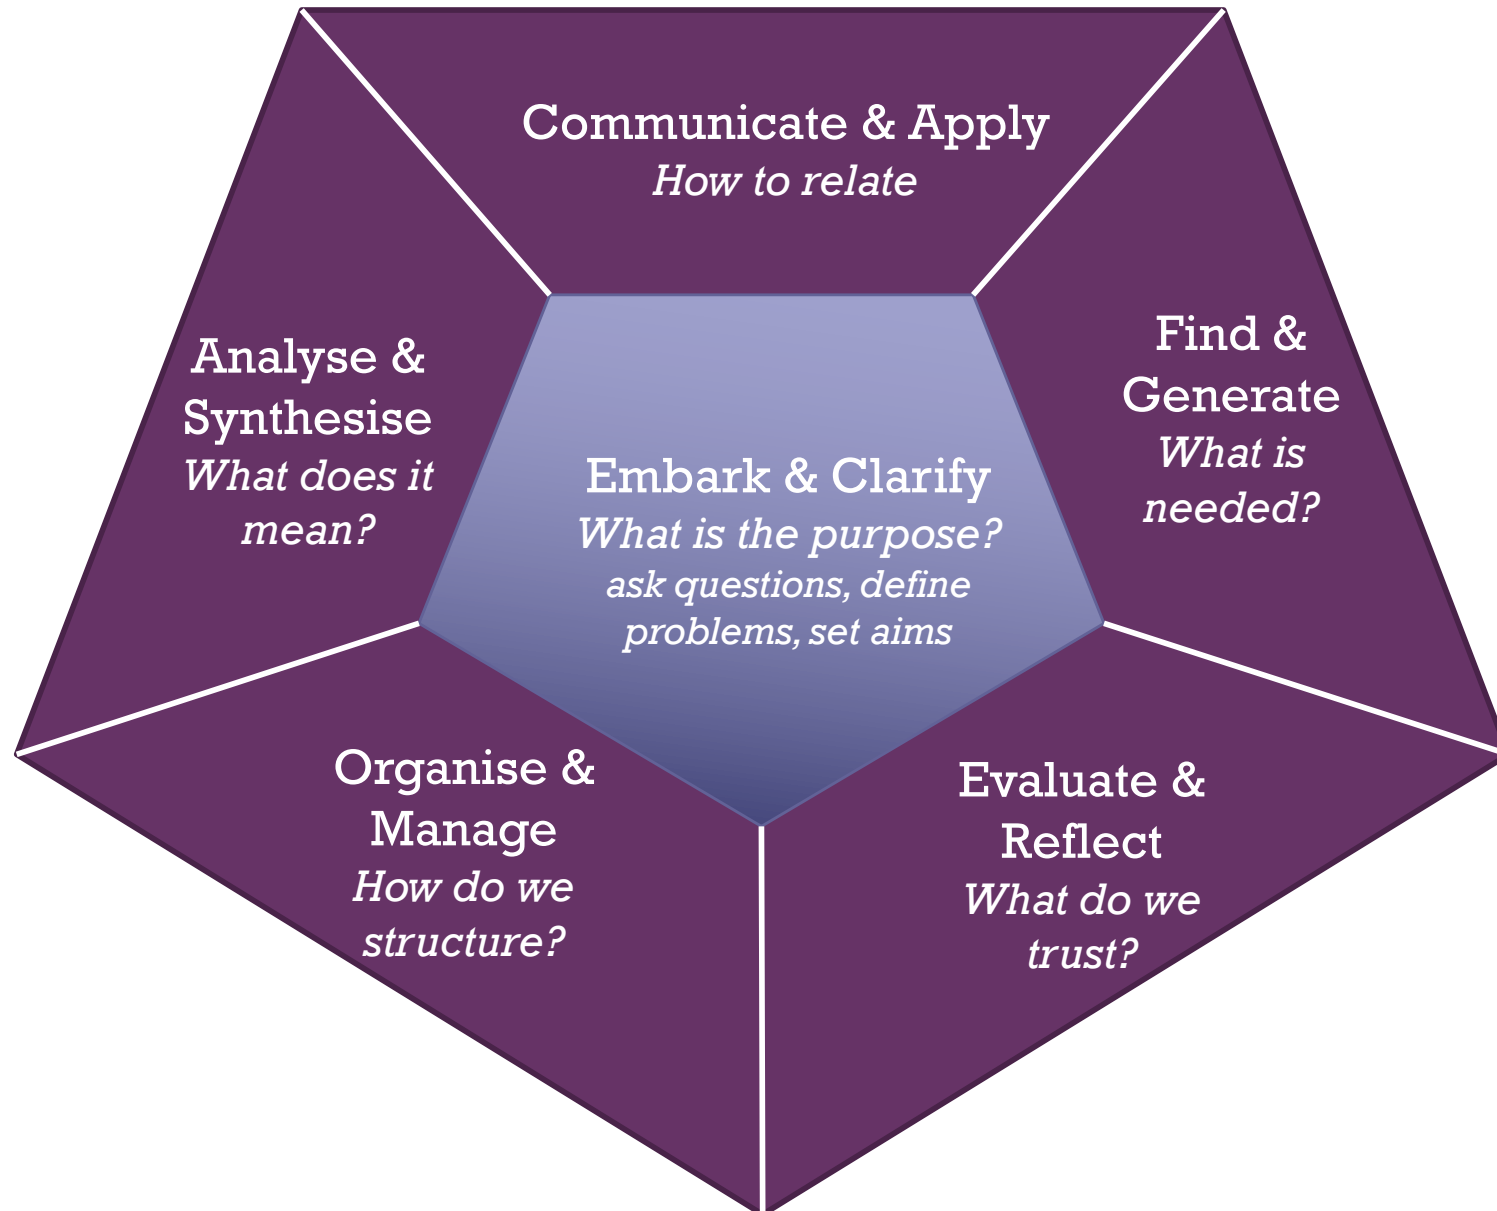 Communicate & Apply
How to relate
Find &
Generate
What is
needed?
Analyse &
Synthesise
What does it
mean?
Embark & Clarify
What is the purpose?
ask questions, define
problems, set aims
Organise &
Manage
How do we
structure?
Evaluate &
Reflect
What do we
trust?